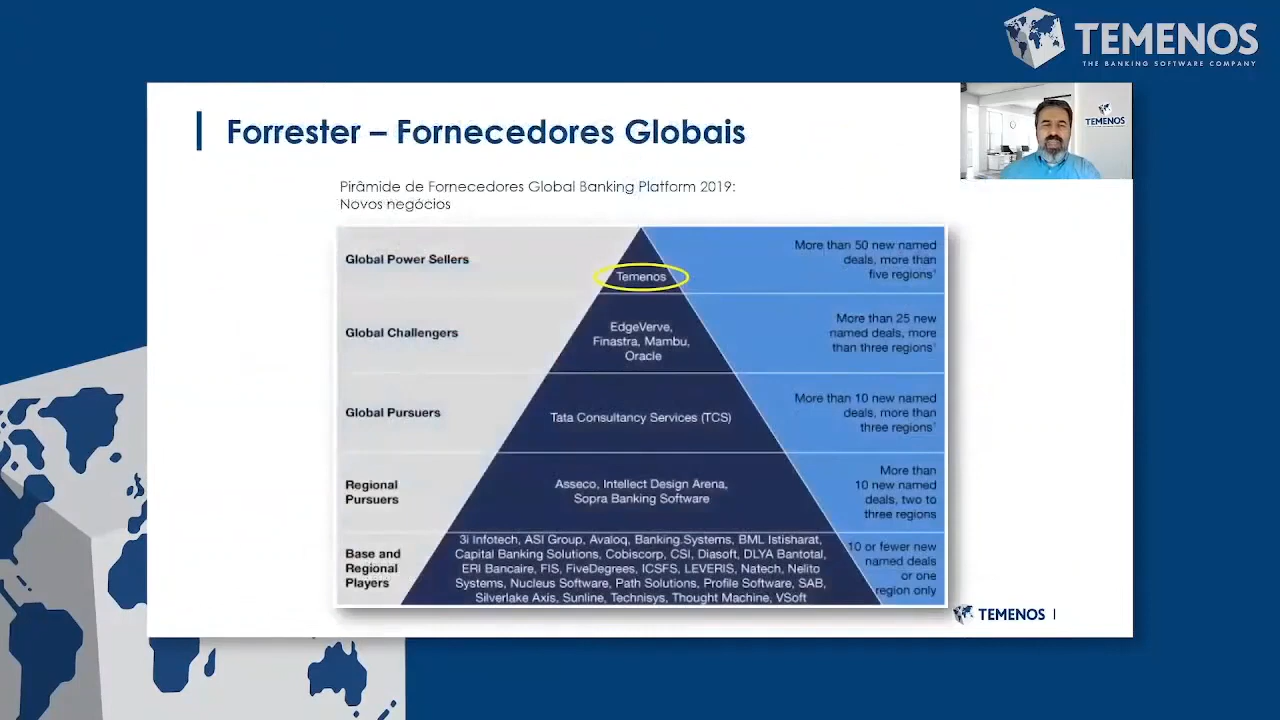 TEMENOS
THE BANKING SOFTWARE COMPANY
Forrester – Fornecedores Globais
TEMENOS
Pirâmide de Fornecedores Global Banking Platform 2019:
Novos negócios
Global Power Sellers
Temenos
More than 50 new named
deals, more than
five regions¹
Global Challengers
EdgeVerve,
Finastra, Mambu,
Oracle
More than 25 new
named deals, more
than three regions¹
Global Pursuers
Tata Consultancy Services (TCS)
More than 10 new named
deals, more than
three regions¹
Regional
Pursuers
Asseco, Intellect Design Arena,
Sopra Banking Software
More than
10 new named
deals, two to
three regions
Base and
Regional
Players
3i Infotech, ASI Group, Avaloq, Banking.Systems, BML Istisharat,
Capital Banking Solutions, Cobiscorp, CSI, Diasoft, DLYA Bantotal,
ERI Bancaire, FIS, FiveDegrees, ICSFS, LEVERIS, Natech, Nelito
Systems, Nucleus Software, Path Solutions, Profile Software, SAB,
Silverlake Axis, Sunline, Technisys, Thought Machine, VSoft
10 or fewer new
named deals
or one
region only
TEMENOS